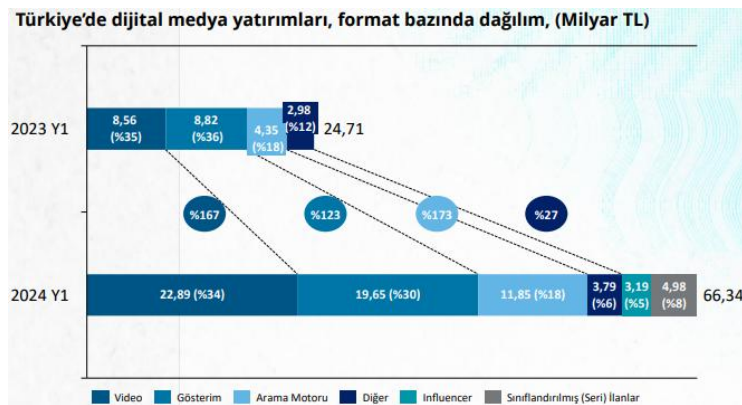 Türkiye’de dijital medya yatırımları, format bazında dağılım, (Milyar TL)
2023 Y1
8,56
(%35)
8,82
(%36)
4,35
(%18)
2,98
(%12)
24,71
%167
%123
%173
%27
2024 Y1
22,89 (%34)
19,65 (%30)
11,85 (%18)
3,79
(%6)
3,19
(%5)
4,98
(%8)
66,34
Video
Gösterim
Arama Motoru
Diğer
Influencer
Sınıflandırılmış (Seri) İlanlar